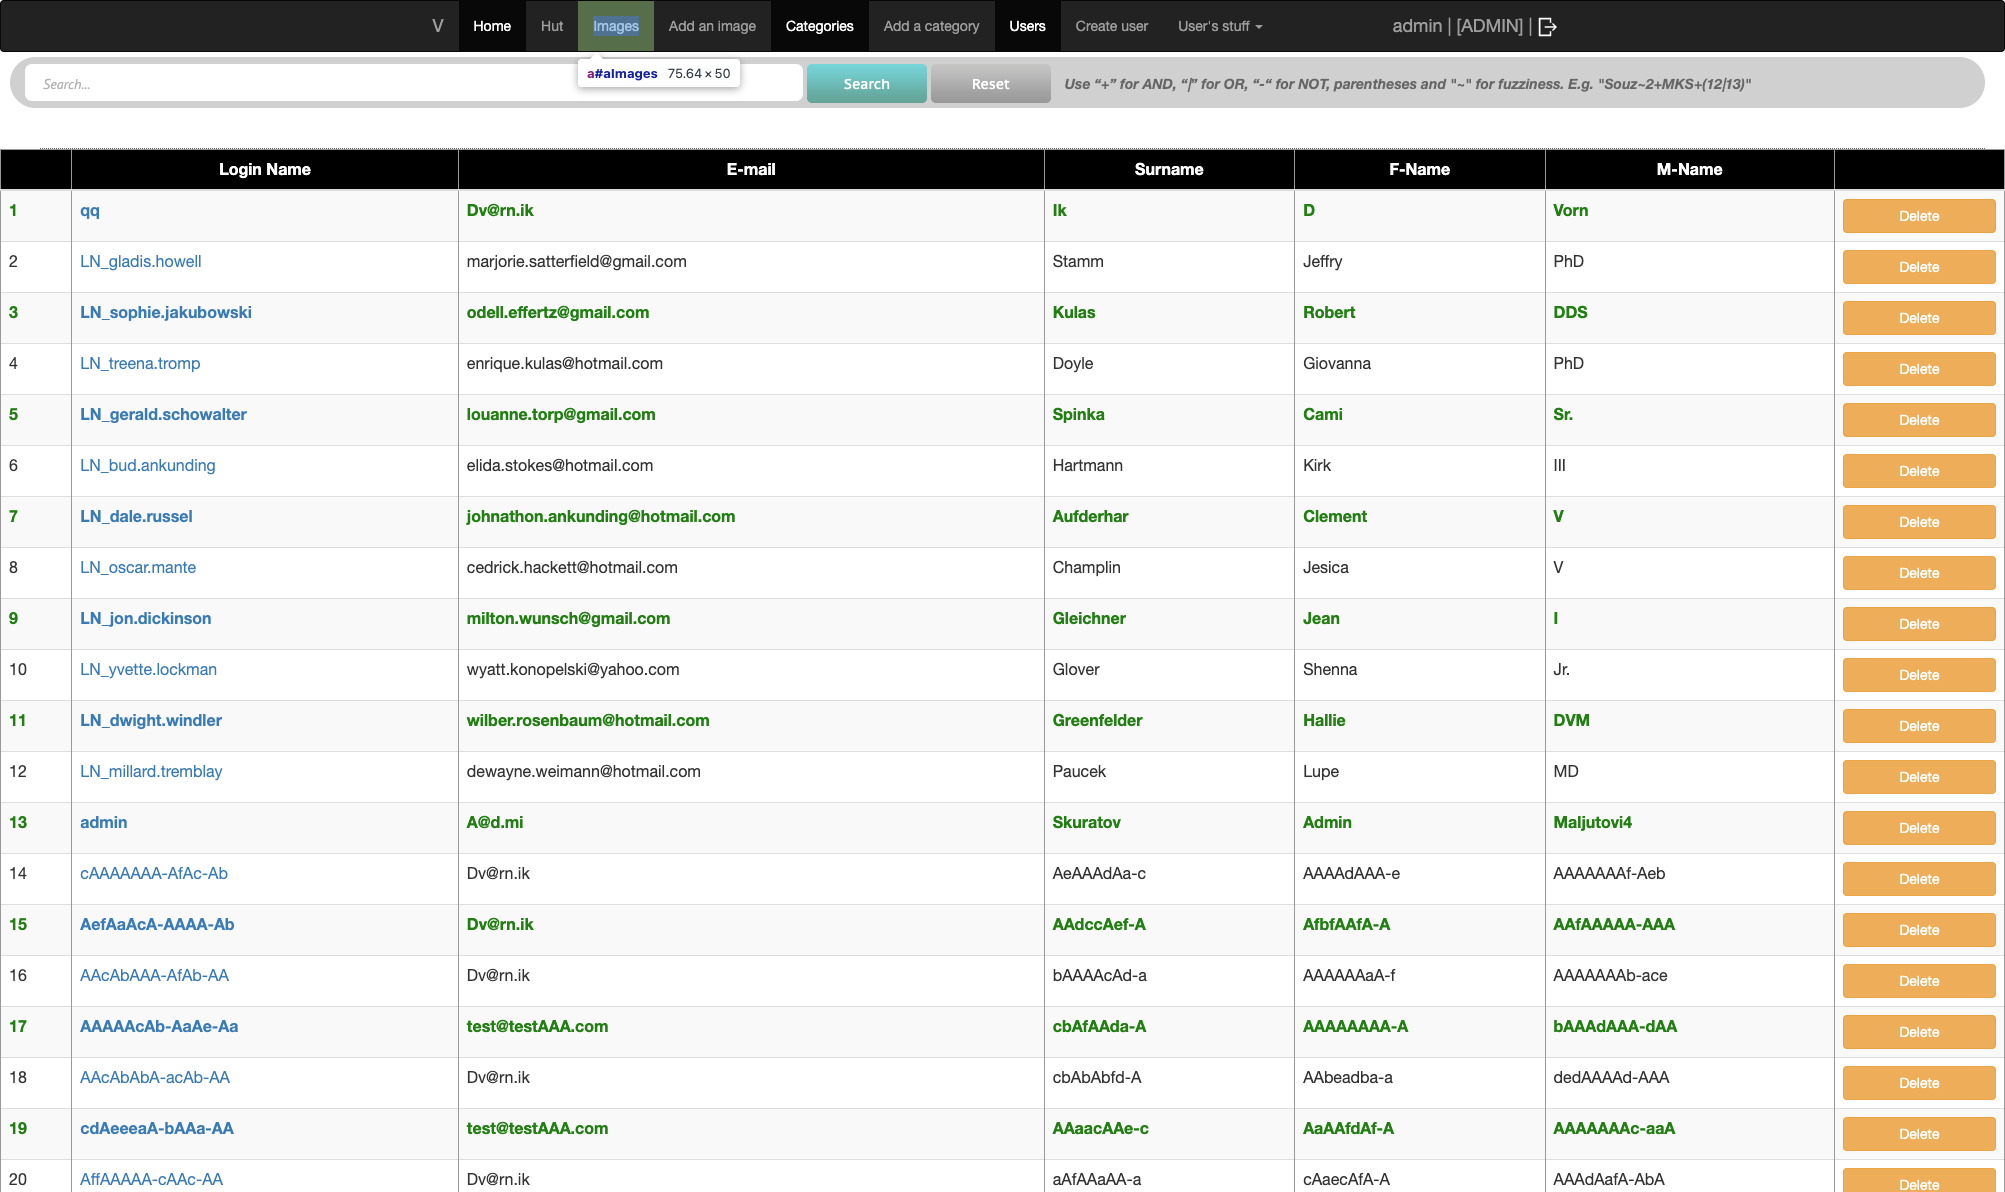 V Home Hut Images Add an image Categories Add a category Users Create user User's stuff admin | [ADMIN] |
a#aImages 75.64 × 50
Search... Search Reset Use “+” for AND, “|” for OR, “-“ for NOT, parentheses and "~" for fuzziness. E.g. "Souz~2+MKS+(12|13)"
Login Name E-mail Surname F-Name M-Name
1 qq Dv@rn.ik Ik D Vorn Delete
2 LN_gladis.howell marjorie.satterfield@gmail.com Stamm Jeffry PhD Delete
3 LN_sophie.jakubowski odell.effertz@gmail.com Kulas Robert DDS Delete
4 LN_treena.tromp enrique.kulas@hotmail.com Doyle Giovanna PhD Delete
5 LN_gerald.schowalter louanne.torp@gmail.com Spinka Cami Sr. Delete
6 LN_bud.ankunding elida.stokes@hotmail.com Hartmann Kirk III Delete
7 LN_dale.russel johnathon.ankunding@hotmail.com Aufderhar Clement V Delete
8 LN_oscar.mante cedrick.hackett@hotmail.com Champlin Jesica V Delete
9 LN_jon.dickinson milton.wunsch@gmail.com Gleichner Jean I Delete
10 LN_yvette.lockman wyatt.konopelski@yahoo.com Glover Shenna Jr. Delete
11 LN_dwight.windler wilber.rosenbaum@hotmail.com Greenfelder Hallie DVM Delete
12 LN_millard.tremblay dewayne.weimann@hotmail.com Paucek Lupe MD Delete
13 admin A@d.mi Skuratov Admin Maljutovi4 Delete
14 cAAAAAAA-AfAc-Ab Dv@rn.ik AeAAAdAa-c AAAAdAAA-e AAAAAAAf-Aeb Delete
15 AefAaAcA-AAAA-Ab Dv@rn.ik AAdccAef-A AfbfAAfA-A AAfAAAAA-AAA Delete
16 AAcAbAAA-AfAb-AA Dv@rn.ik bAAAAcAd-a AAAAAAaA-f AAAAAAAb-ace Delete
17 AAAAAcAb-AaAe-Aa test@testAAA.com cbAfAAda-A AAAAAAAA-A bAAAdAAA-dAA Delete
18 AAcAbAbA-acAb-AA Dv@rn.ik cbAbAbfd-A AAbeadba-a dedAAAAd-AAA Delete
19 cdAeeeaA-bAAa-AA test@testAAA.com AAaacAAe-c AaAAfdAf-A AAAAAAAc-aaA Delete
20 AffAAAAA-cAAc-AA Dv@rn.ik aAfAAaAA-a cAaecAfA-A AAAdAafA-AbA Delete